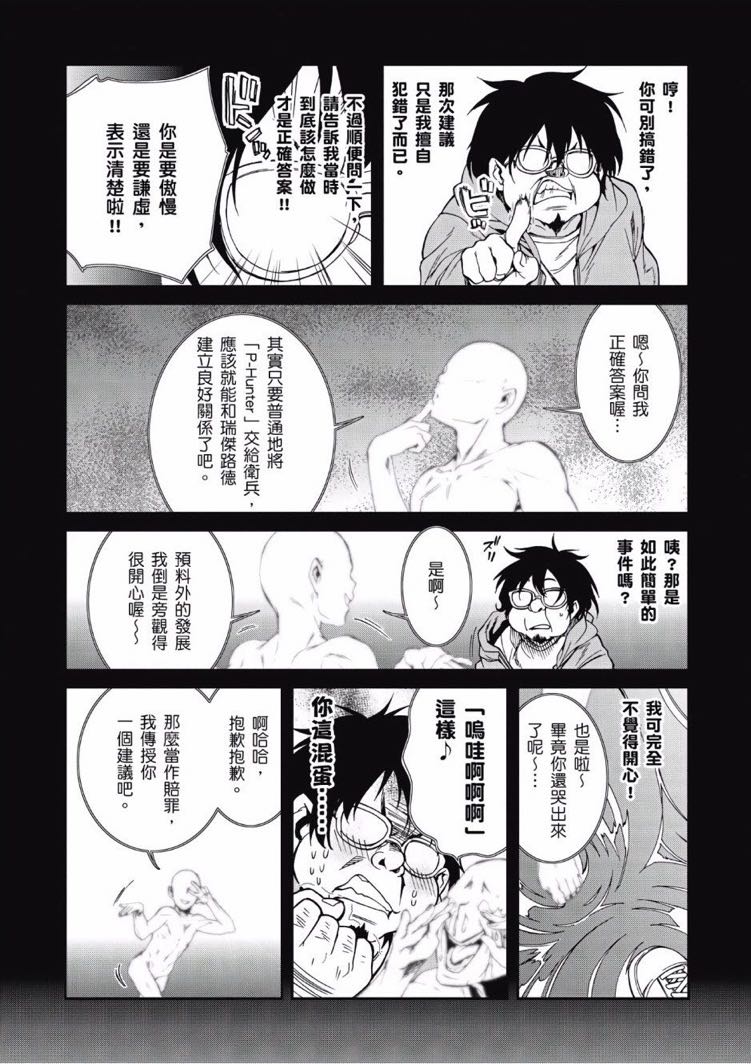 哼！
你可別搞錯了，
那次建議
只是我擅自
犯錯了而已。
ビビ
不過順便問一下，
請告訴我當時
到底該怎麼做
才是正確答案!!
你是要傲慢
還是要謙虛，
表示清楚啦!!
嗯～你問我
正確答案喔…
其實只要普通地將
「P-Hunter」交給衛兵，
應該就能和瑞傑路德
建立良好關係了吧。
咦？那是
如此簡單的
事件嗎？
是啊～
預料外的發展
我倒是旁觀得
很開心喔～
我可完全
不覺得開心！
也是啦～
畢竟你還哭出來
了呢～…
「嗚哇啊啊啊」
這樣♪
你這混蛋……
啊哈哈，
抱歉抱歉。
那麼當作賠罪，
我傳授你
一個建議吧。